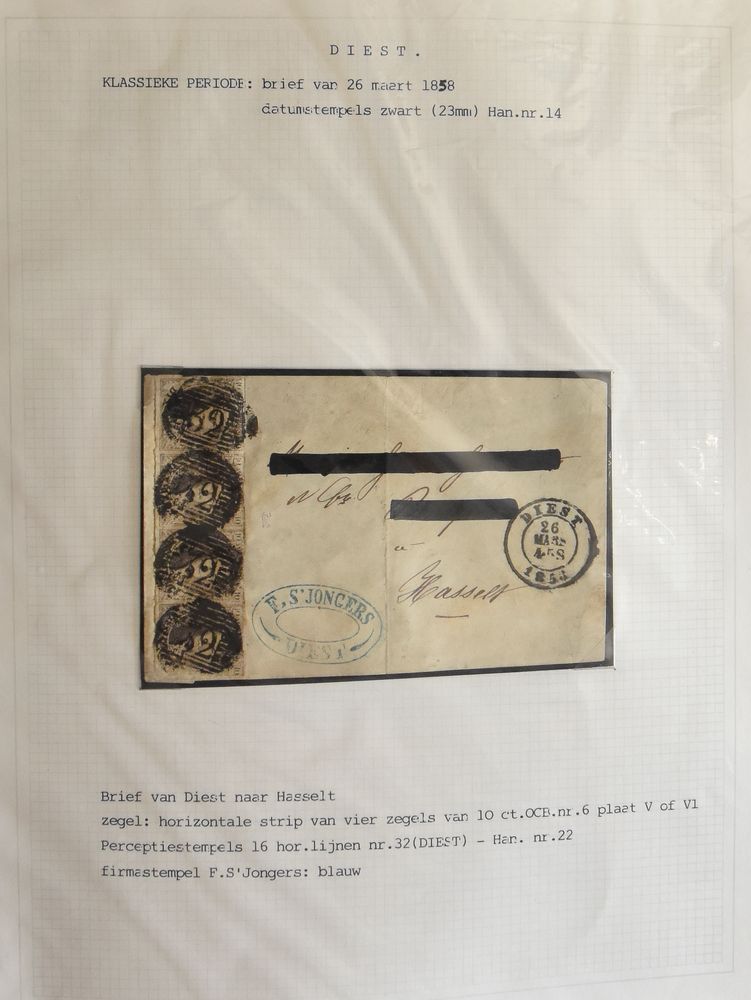 DIEST.
KLASSIEKE PERIODE: brief van 26 maart 1858
datumstempels zwart (23mm) Han.nr.14
32
32
32
32
à
Hasselt
DIEST
26
MARS
4-5S
F. S'JONGERS
DIEST
Brief van Diest naar Hasselt
zegel: horizontale strip van vier zegels van 10 ct.OCB.nr.6 plaat V of V1
Perceptiestempels 16 hor.lijnen nr.32(DIEST) - Han. nr.22
firmastempel F.S'Jongers: blauw